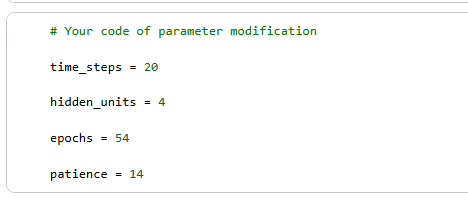 # Your code of parameter modification
time_steps = 20
hidden_units = 4
epochs = 54
patience = 14